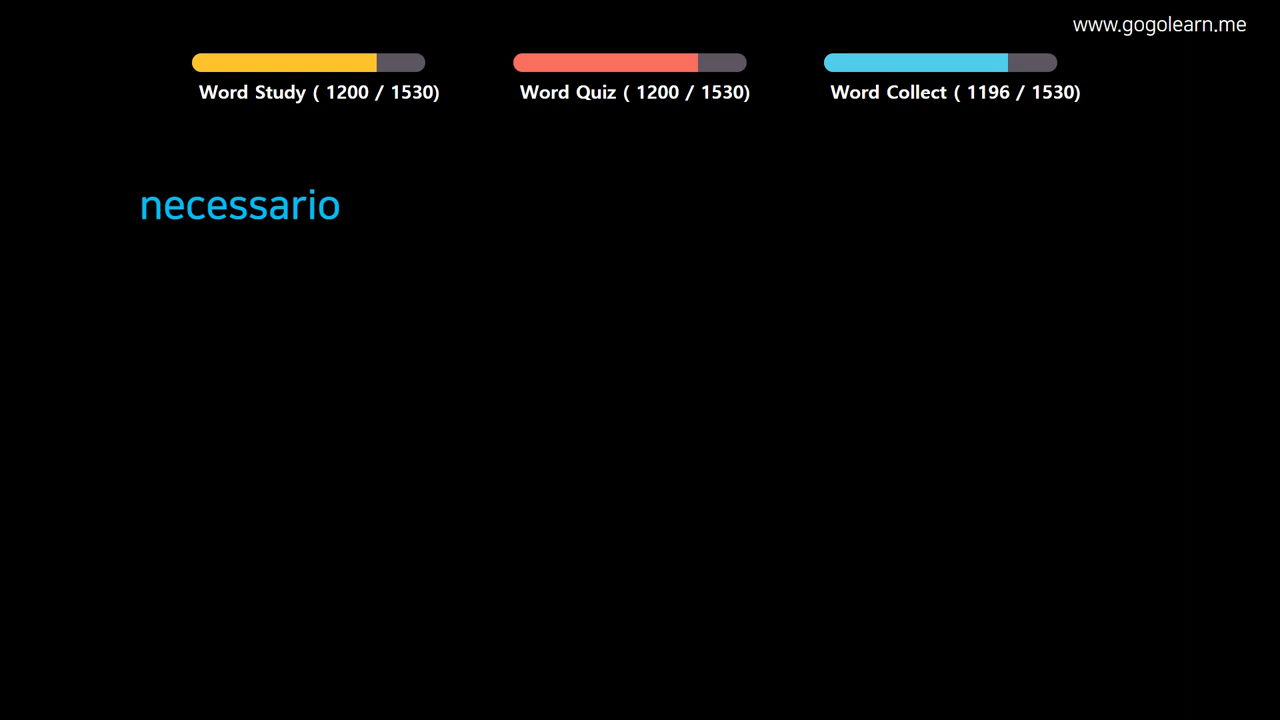 www.gogolearn.me
Word Study ( 1200 / 1530)
Word Quiz ( 1200 / 1530)
Word Collect ( 1196 / 1530)
necessario